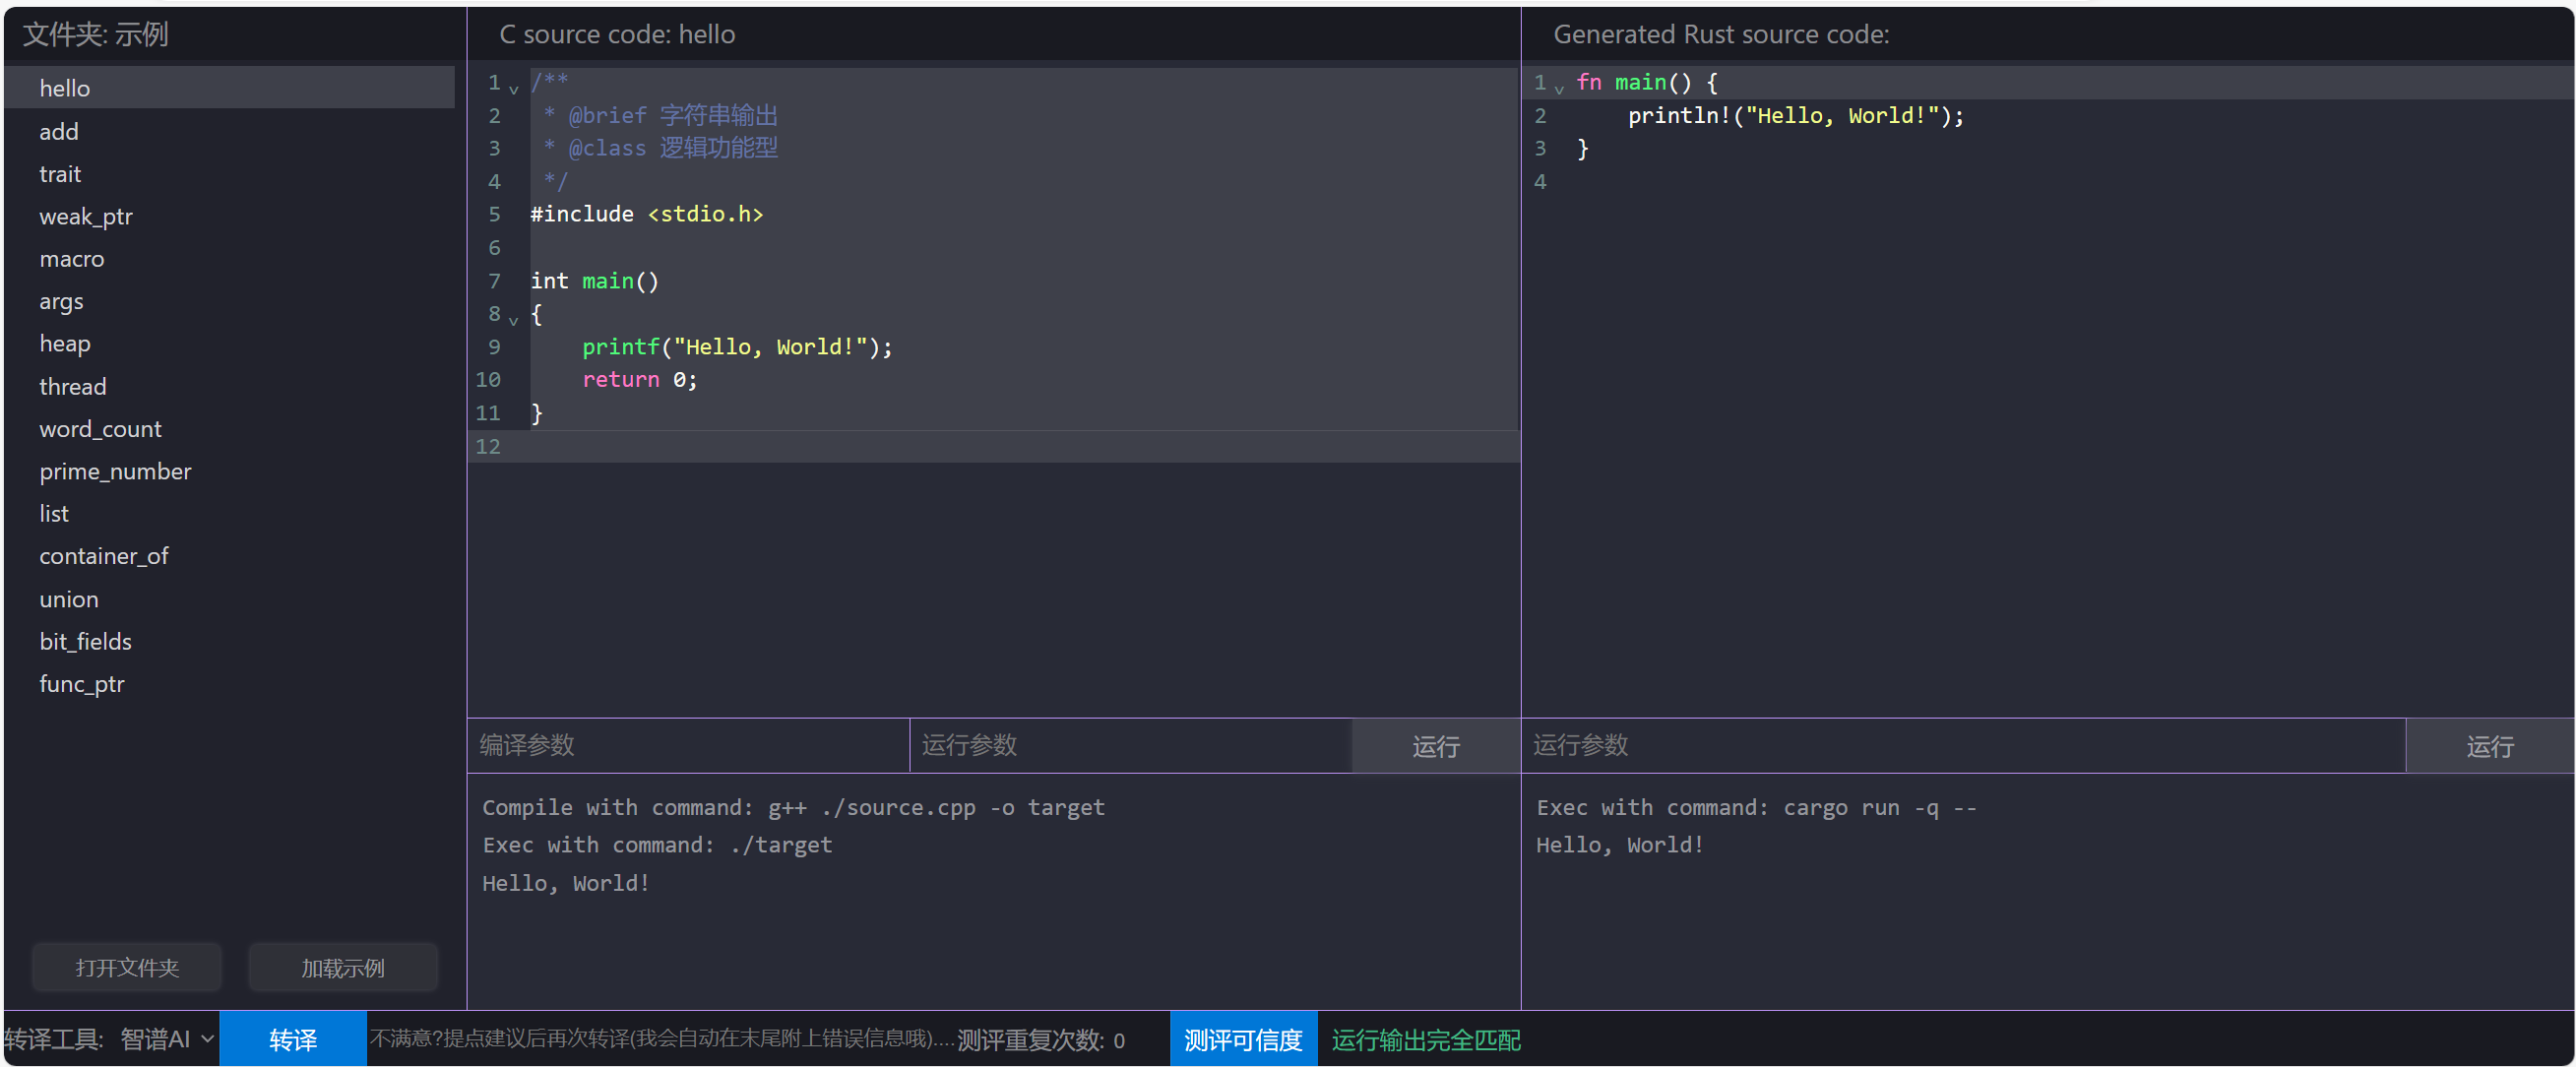 文件夹: 示例
hello
add
trait
weak_ptr
macro
args
heap
thread
word_count
prime_number
list
container_of
union
bit_fields
func_ptr
打开文件夹 加载示例
C source code: hello
1 /**
2  * @brief 字符串输出
3  * @class 逻辑功能型
4  */
5 #include <stdio.h>
6
7 int main()
8 {
9     printf("Hello, World!");
10     return 0;
11 }
12
编译参数 运行参数 运行
Compile with command: g++ ./source.cpp -o target
Exec with command: ./target
Hello, World!
Generated Rust source code:
1 fn main() {
2     println!("Hello, World!");
3 }
4
运行参数 运行
Exec with command: cargo run -q --
Hello, World!
转译工具: 智谱AI 转译 不满意?提点建议后再次转译(我会自动在末尾附上错误信息哦).... 测评重复次数: 0 测评可信度 运行输出完全匹配